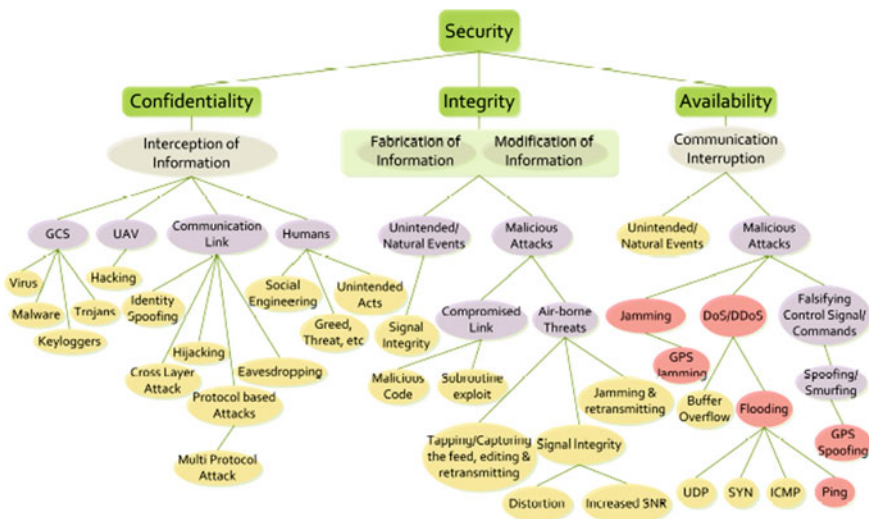 Security
Confidentiality
Integrity
Availability
Interception of
Information
Fabrication of
Information
Modification of
Information
Communication
Interruption
GCS
UAV
Communication
Link
Humans
Unintended/
Natural Events
Malicious
Attacks
Unintended/
Natural Events
Malicious
Attacks
Virus
Malware
Keyloggers
Trojans
Hacking
Identity
Spoofing
Cross Layer
Attack
Hijacking
Protocol based
Attacks
Eavesdropping
Multi Protocol
Attack
Social
Engineering
Greed,
Threat, etc
Unintended
Acts
Signal
Integrity
Compromised
Link
Air-borne
Threats
Malicious
Code
Subroutine
exploit
Tapping/Capturing
the feed, editing &
retransmitting
Signal Integrity
Jamming &
retransmitting
Distortion
Increased SNR
Jamming
GPS
Jamming
DoS/DDoS
Buffer
Overflow
Flooding
UDP
SYN
ICMP
Ping
Falsifying
Control Signal/
Commands
Spoofing/
Smurfing
GPS
Spoofing